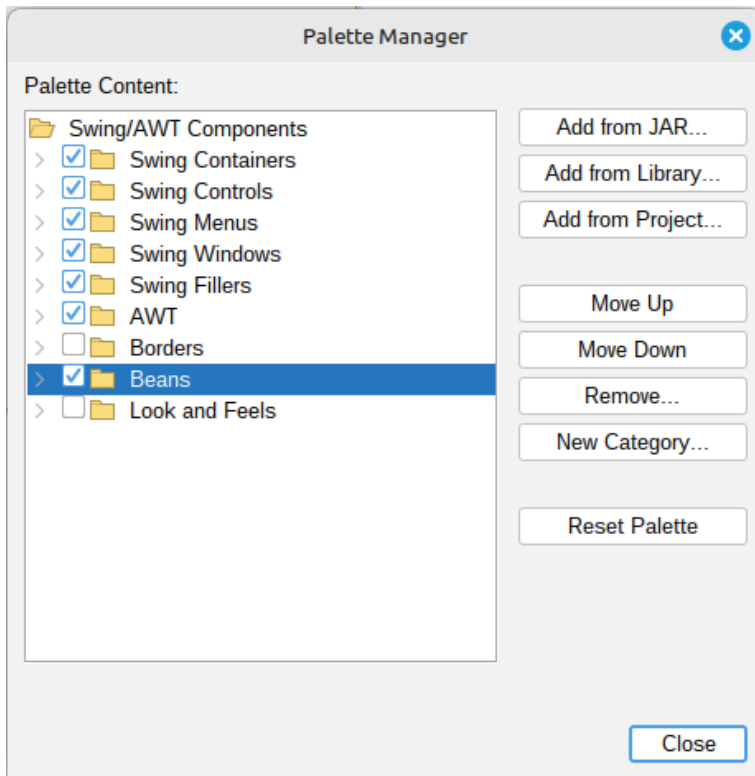 Palette Manager
Palette Content:
Swing/AWT Components
Swing Containers
Swing Controls
Swing Menus
Swing Windows
Swing Fillers
AWT
Borders
Beans
Look and Feels
Add from JAR...
Add from Library...
Add from Project...
Move Up
Move Down
Remove...
New Category...
Reset Palette
Close